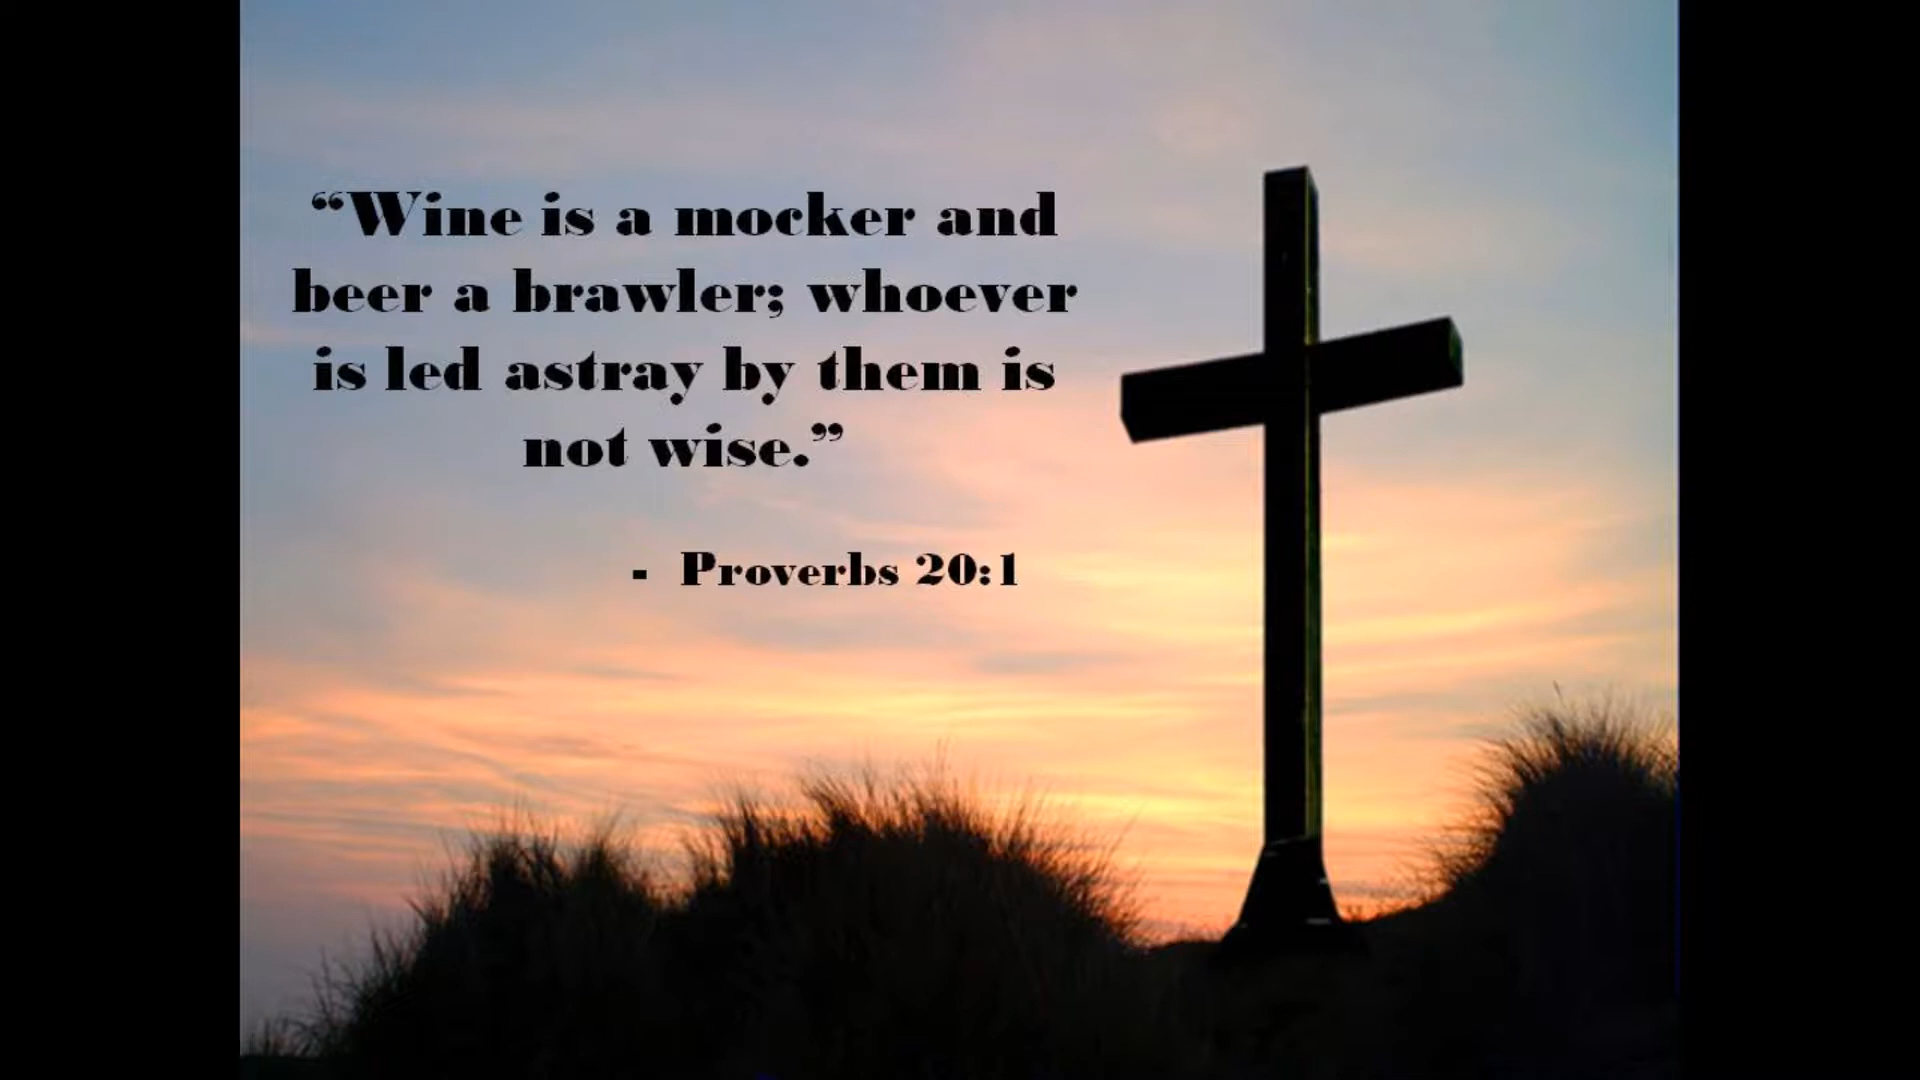 “Wine is a mocker and
beer a brawler; whoever
is led astray by them is
not wise.”
- Proverbs 20:1